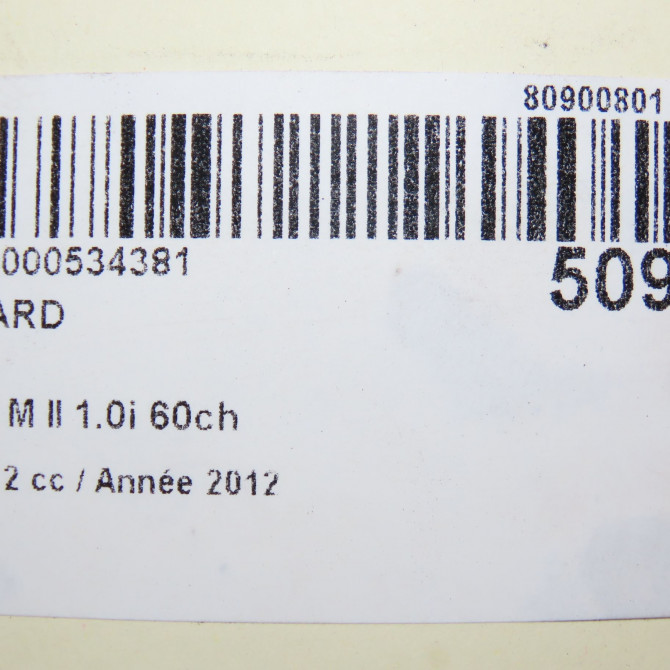 80900801
000534381
509
ARD
M II 1.0i 60ch
2 cc / Année 2012